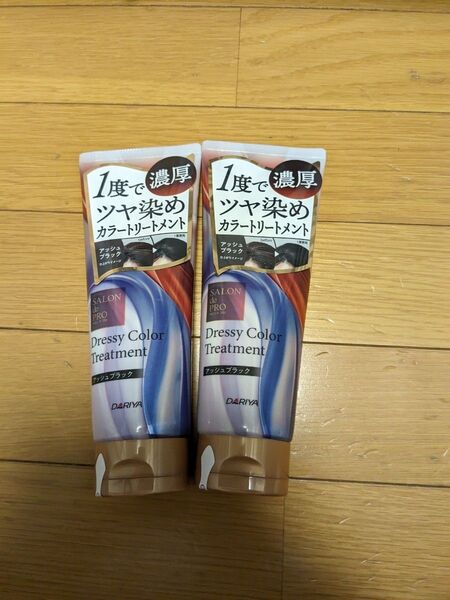 1度で 濃厚
ツヤ染め
カラートリートメント
アッシュ
ブラック
SALON
de
PRO
Dressy Color
Treatment
アッシュブラック
DARIYA
1度で 濃厚
ツヤ染め
カラートリートメント
アッシュ
ブラック
SALON
de
PRO
Dressy Color
Treatment
アッシュブラック
DARIYA